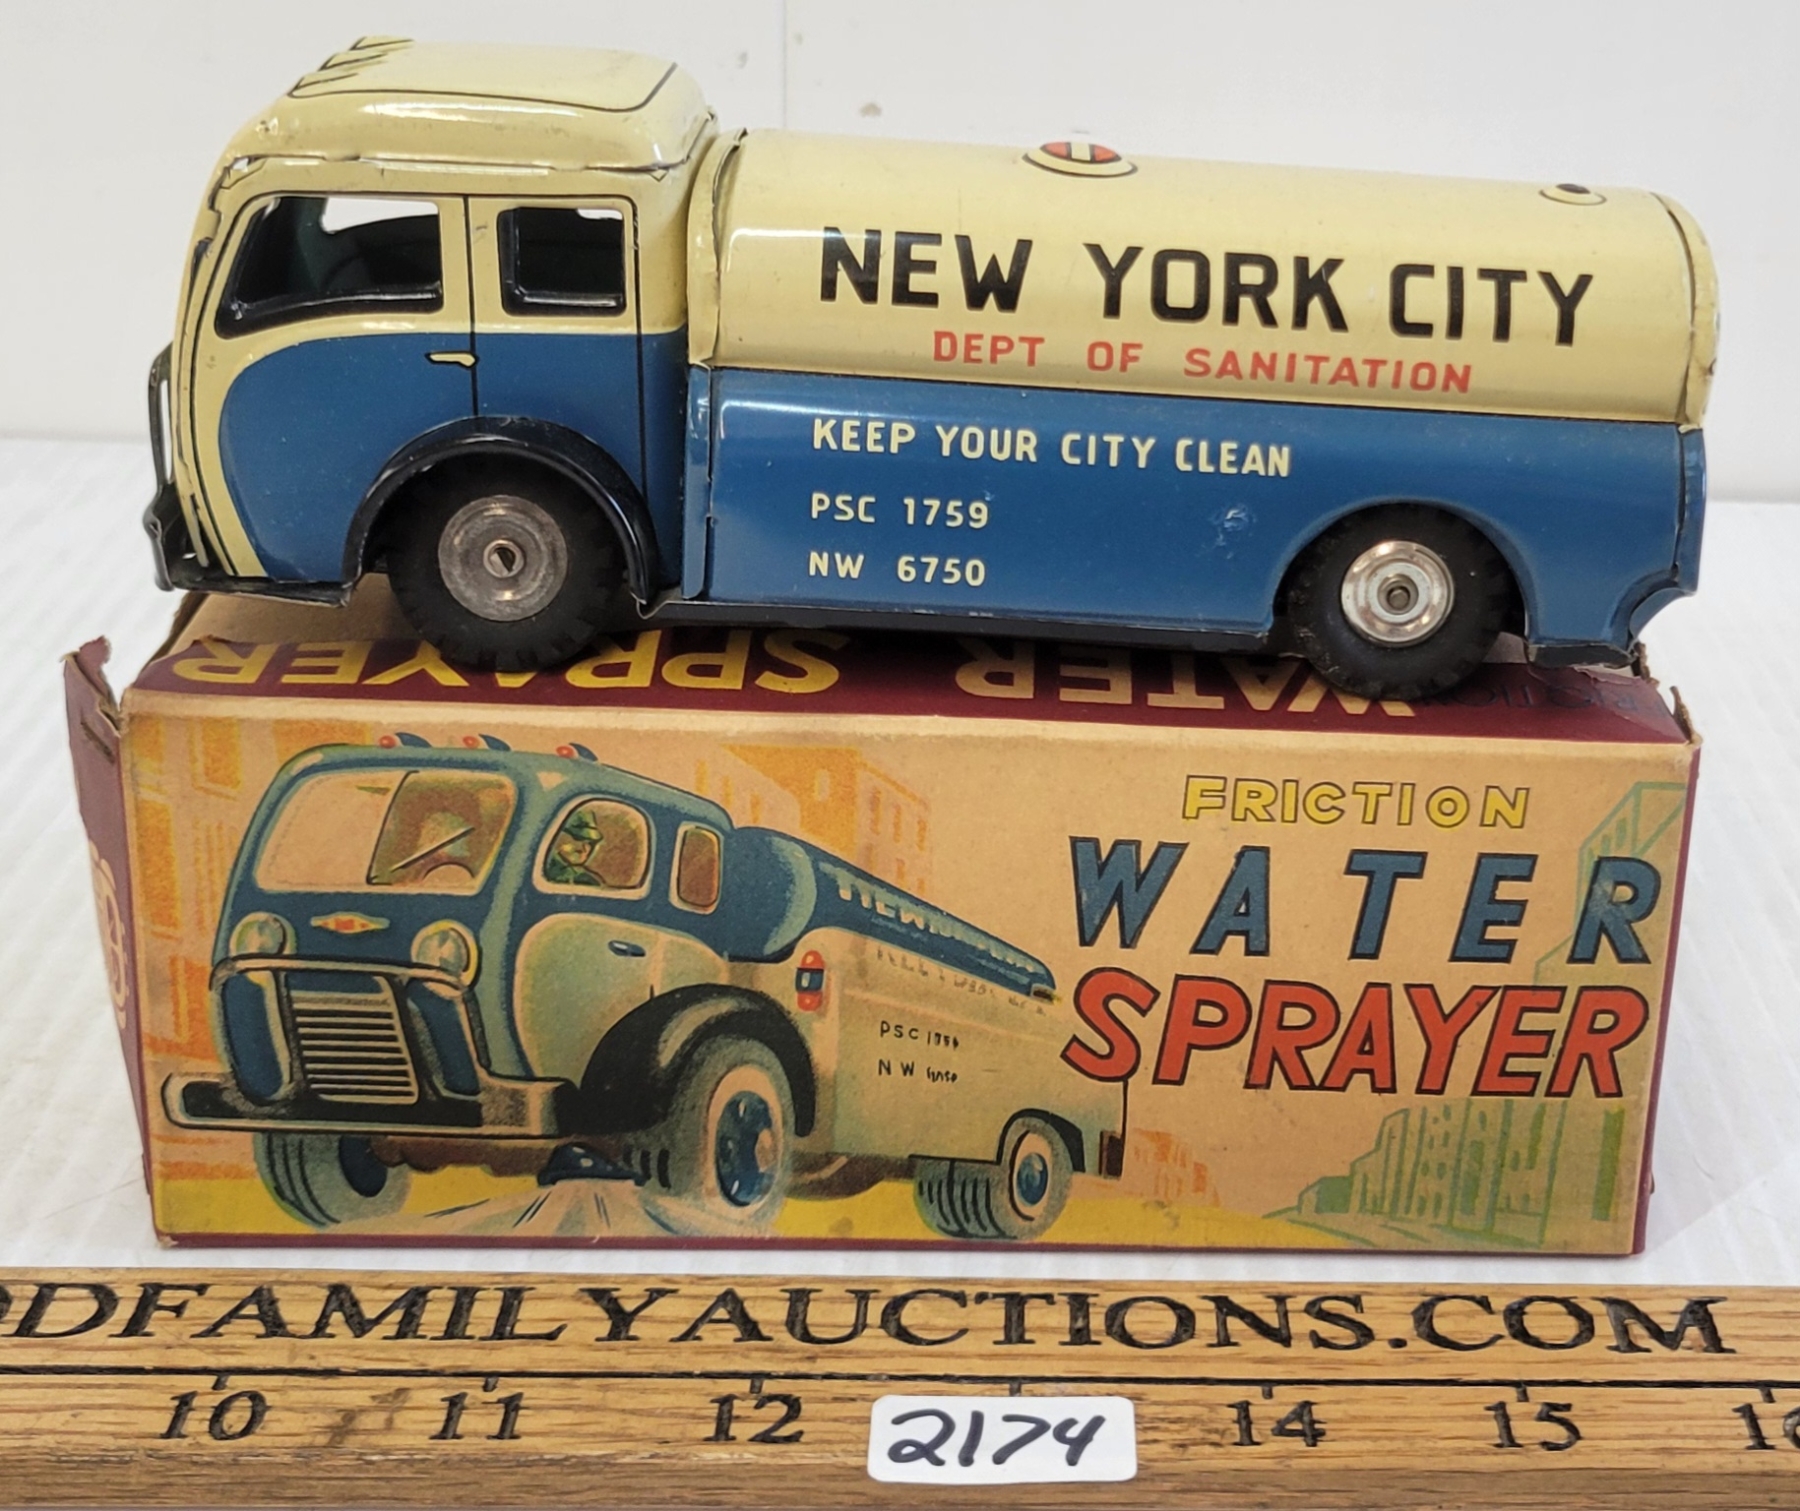 NEW YORK CITY
DEPT OF SANITATION
KEEP YOUR CITY CLEAN
PSC 1759
NW 6750
WATER SPRAYER
FRICTION
WATER
SPRAYER
PSC
NW
ODFAMILYAUCTIONS.COM
10 11 12 14 15
2174